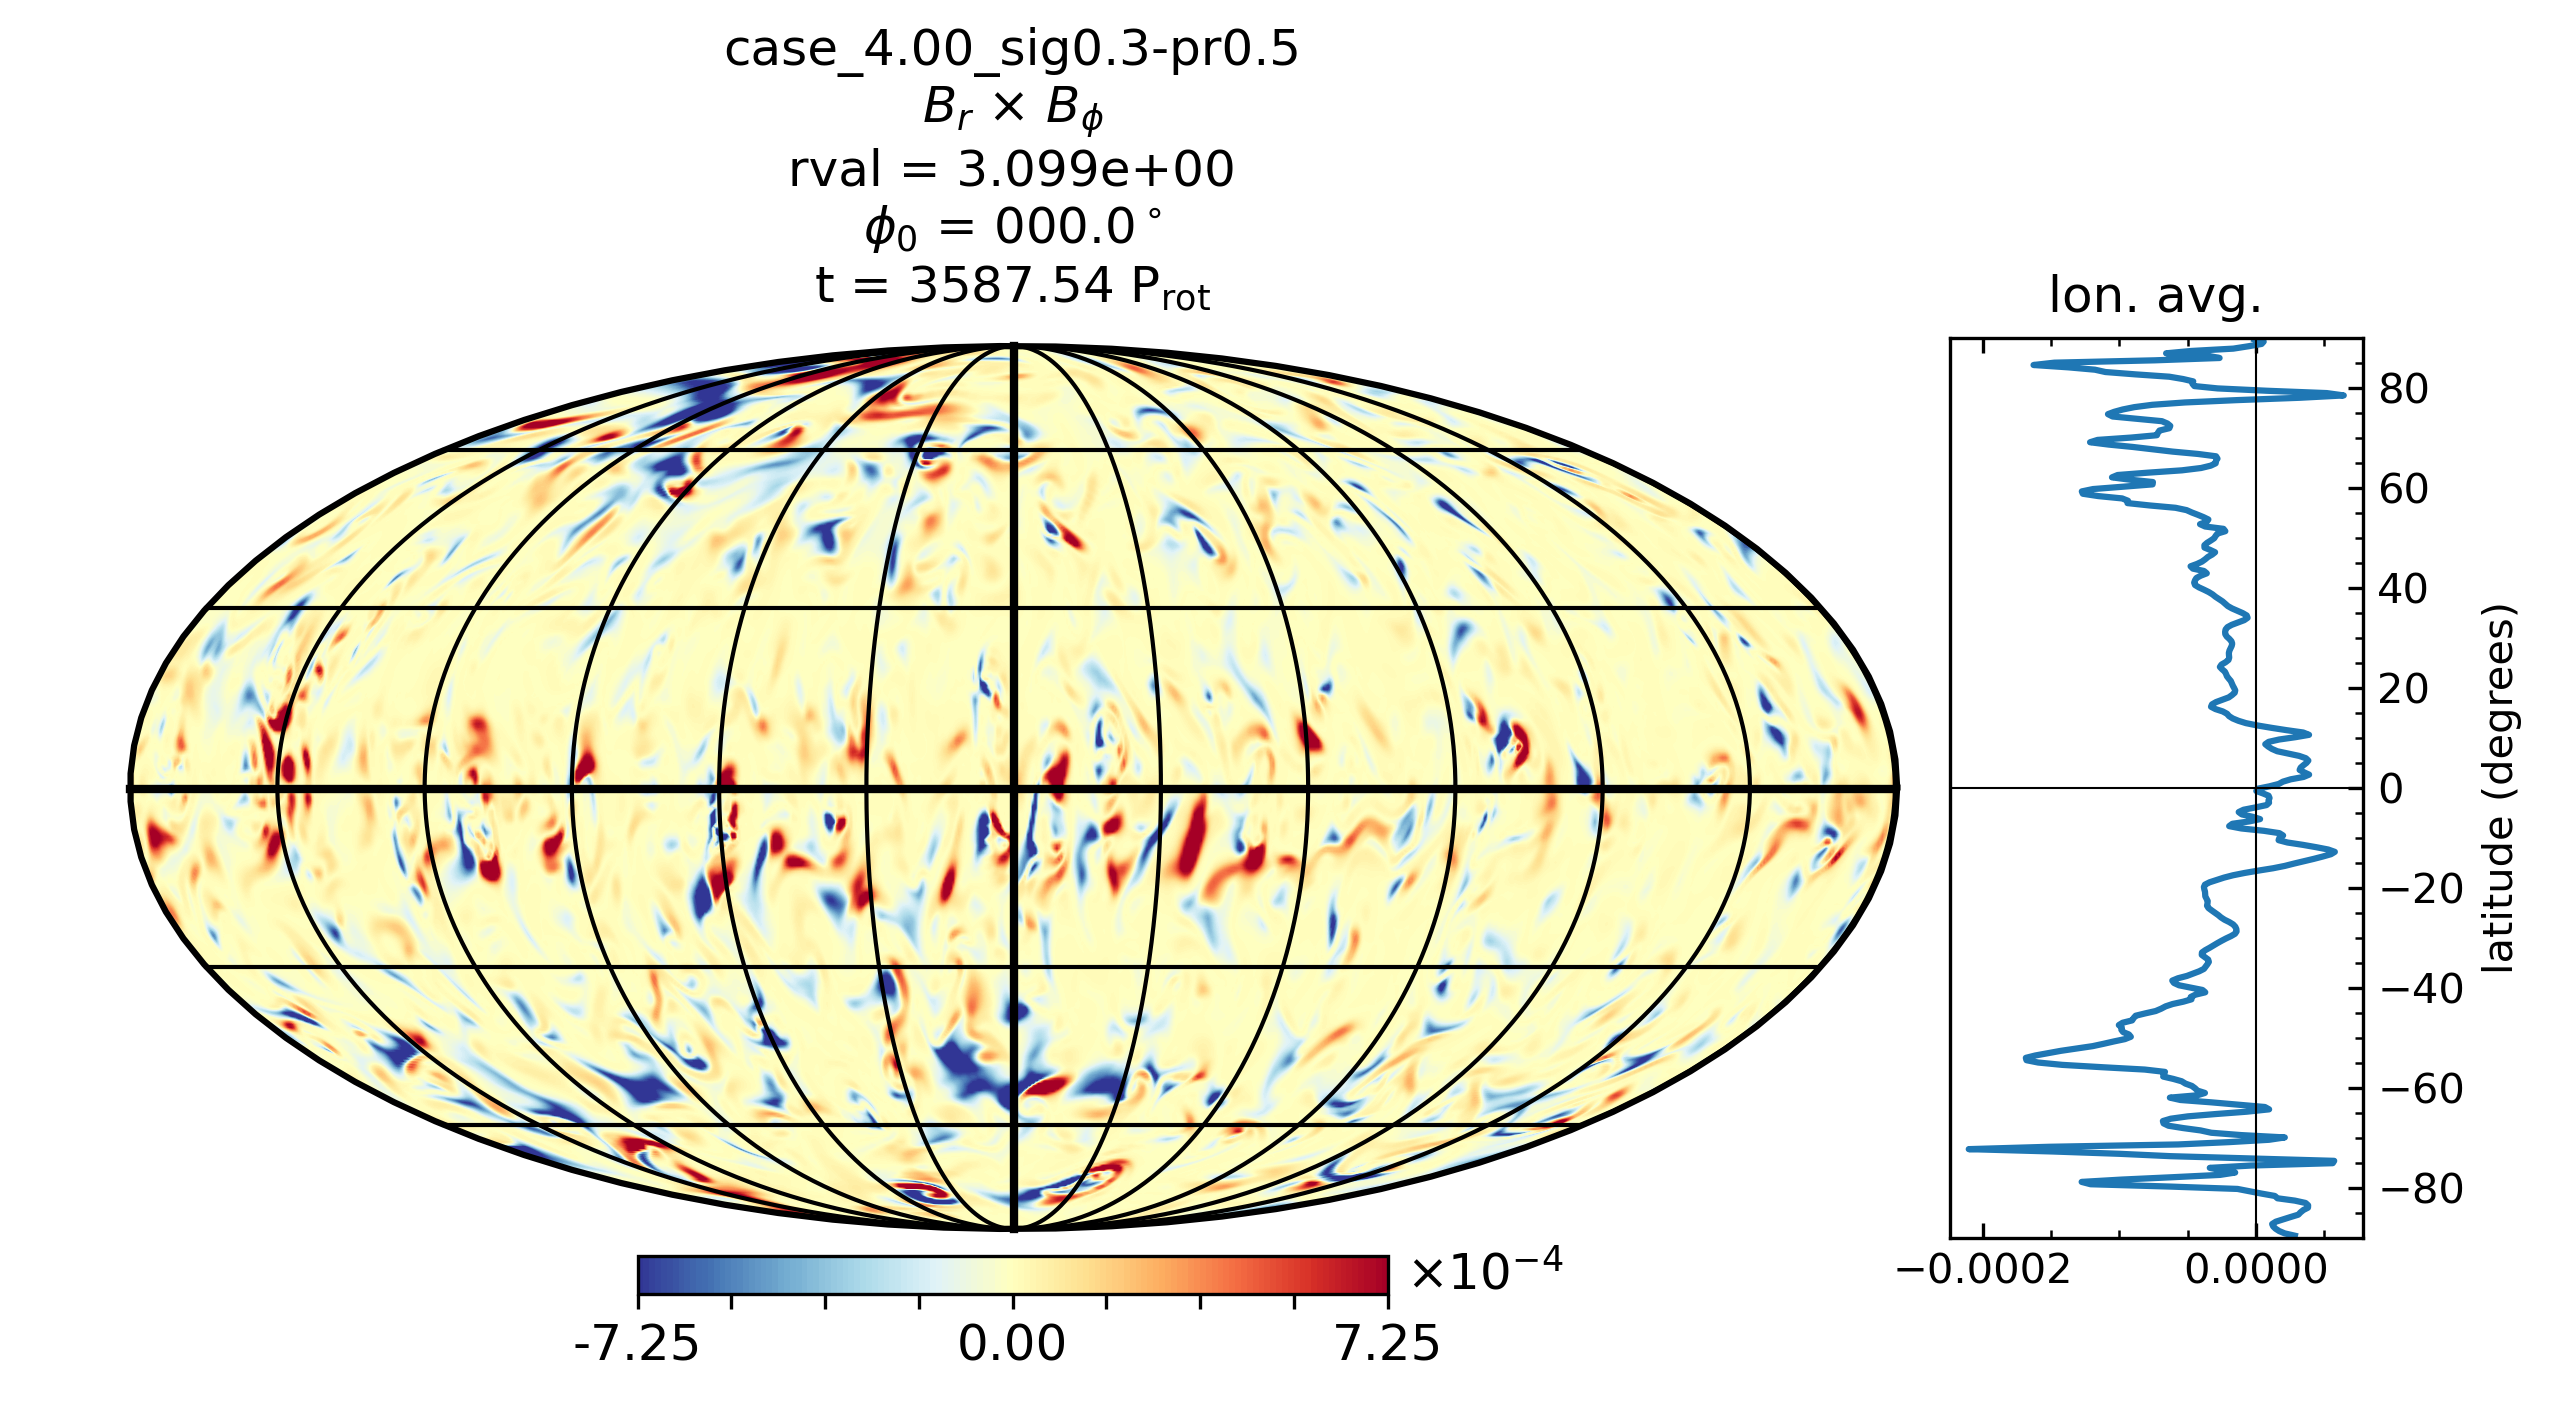 case_4.00_sig0.3-pr0.5
B_r × B_ϕ
rval = 3.099e+00
ϕ_0 = 000.0°
t = 3587.54 P_rot
lon. avg.
80
60
40
20
0
−20
−40
−60
−80
latitude (degrees)
−0.0002 0.0000
×10⁻⁴
-7.25 0.00 7.25